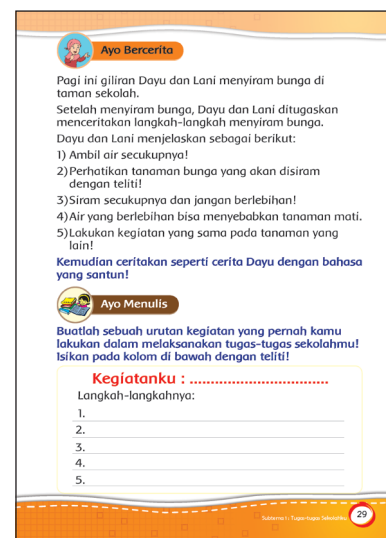 Ayo Bercerita
Pagi ini giliran Dayu dan Lani menyiram bunga di
taman sekolah.
Setelah menyiram bunga, Dayu dan Lani ditugaskan
menceritakan langkah-langkah menyiram bunga.
Dayu dan Lani menjelaskan sebagai berikut:
1) Ambil air secukupnya!
2) Perhatikan tanaman bunga yang akan disiram
dengan teliti!
3) Siram secukupnya dan jangan berlebihan!
4) Air yang berlebihan bisa menyebabkan tanaman mati.
5) Lakukan kegiatan yang sama pada tanaman yang
lain!
Kemudian ceritakan seperti cerita Dayu dengan bahasa
yang santun!
Ayo Menulis
Buatlah sebuah urutan kegiatan yang pernah kamu
lakukan dalam melaksanakan tugas-tugas sekolahmu!
Isikan pada kolom di bawah dengan teliti!
Kegiatanku : .................................
Langkah-langkahnya:
1.
2.
3.
4.
5.
Subtema 1 : Tugas-tugas Sekolahku
29